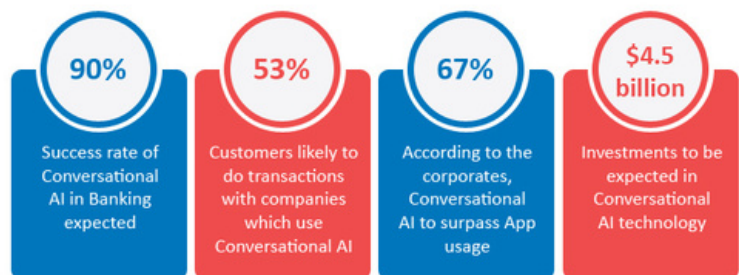 90%
Success rate of
Conversational
AI in Banking
expected
53%
Customers likely to
do transactions
with companies
which use
Conversational AI
67%
According to the
corporates,
Conversational
AI to surpass App
usage
$4.5
billion
Investments to be
expected in
Conversational
AI technology